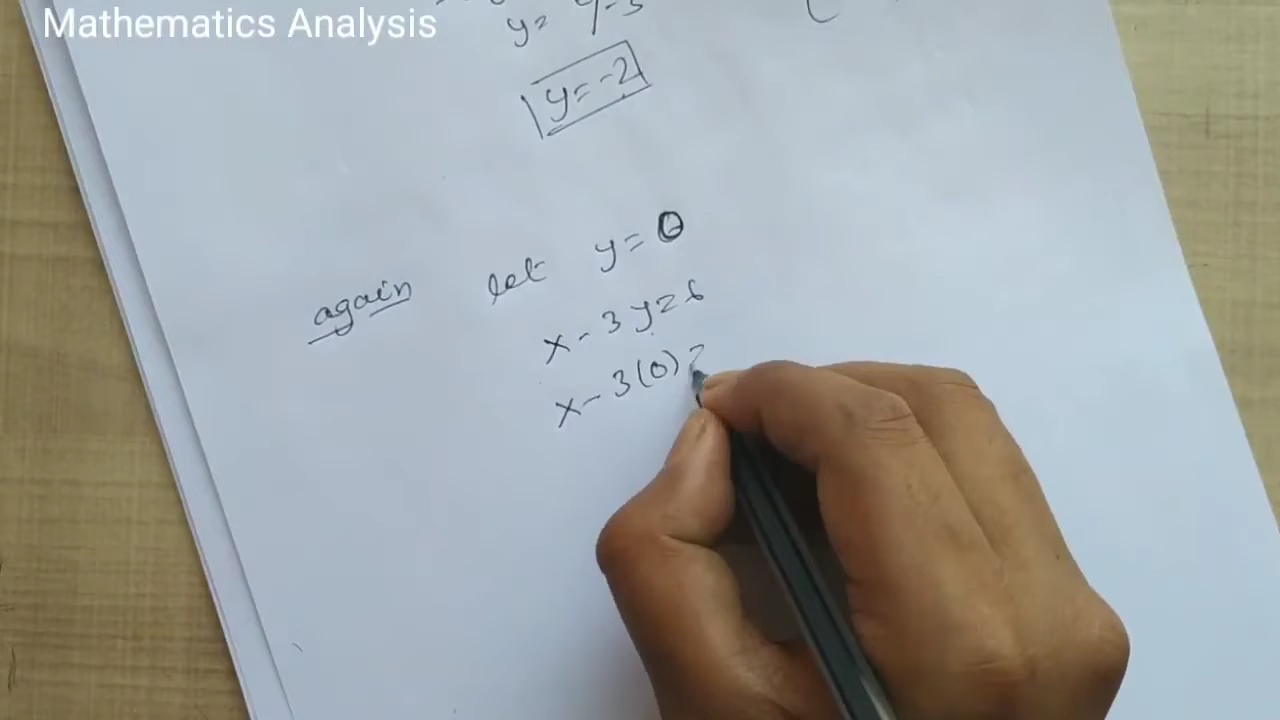 Mathematics Analysis
y=
y=-2
again let y=0
x-3y=6
x-3(0)=